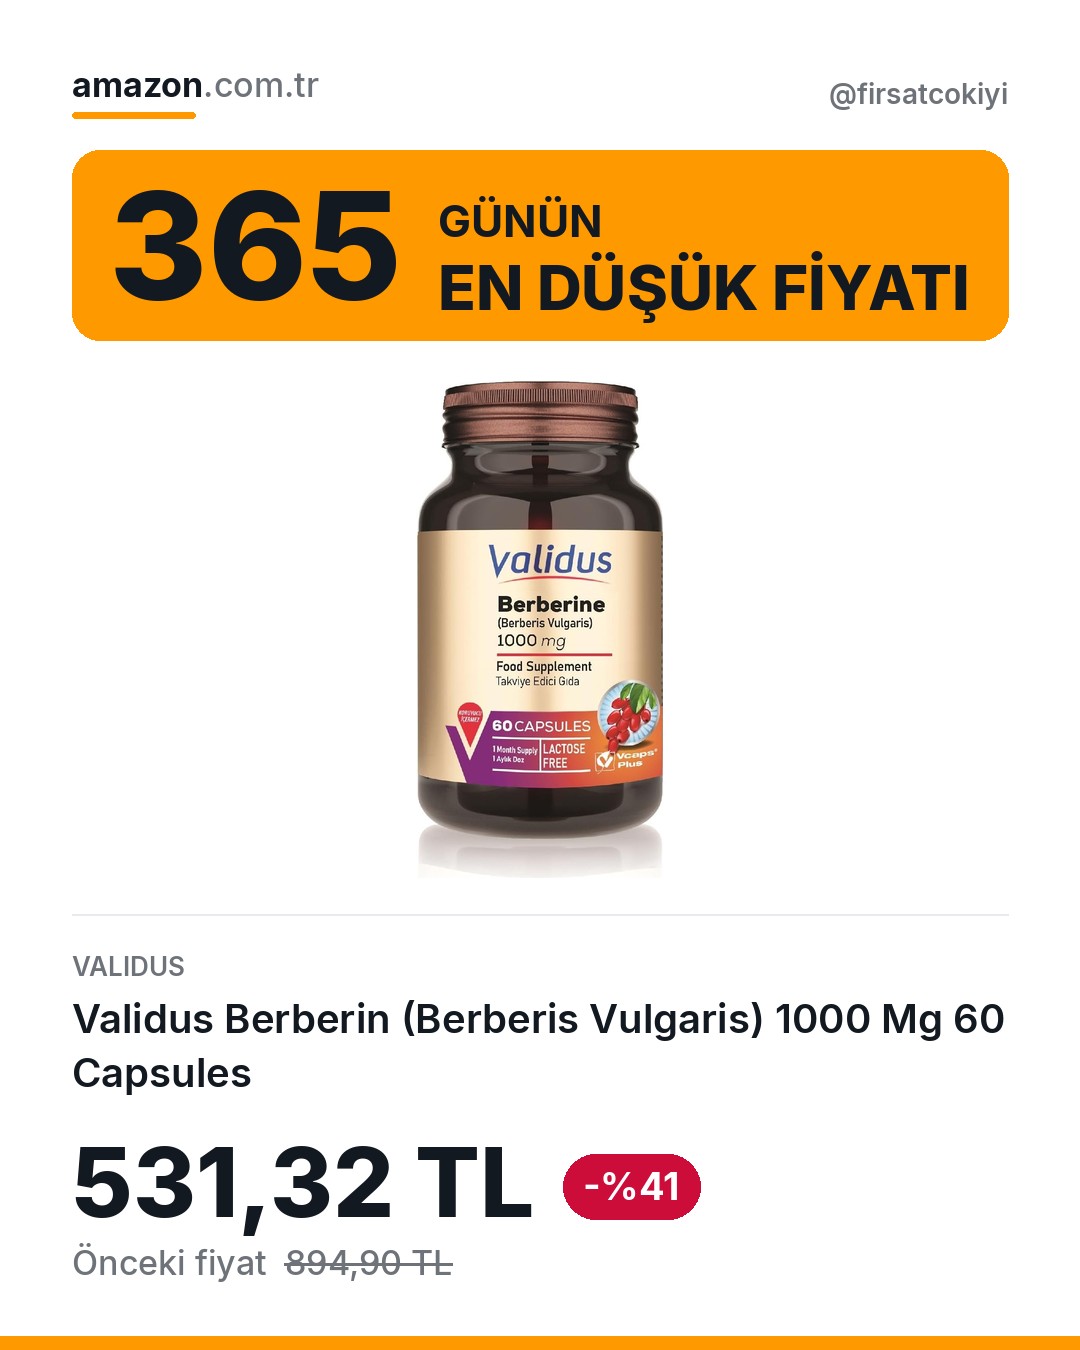 amazon.com.tr
@firsatcokiyi
365
GÜNÜN
EN DÜŞÜK FİYATI
Validus
Berberine
(Berberis Vulgaris)
1000 mg
Food Supplement
Takviye Edici Gıda
KORUYUCU
İÇERMEZ
60 CAPSULES
1 Month Supply
1 Aylık Doz
LACTOSE
FREE
Vcaps®
Plus
VALIDUS
Validus Berberin (Berberis Vulgaris) 1000 Mg 60
Capsules
531,32 TL
-%41
Önceki fiyat 894,90 TL